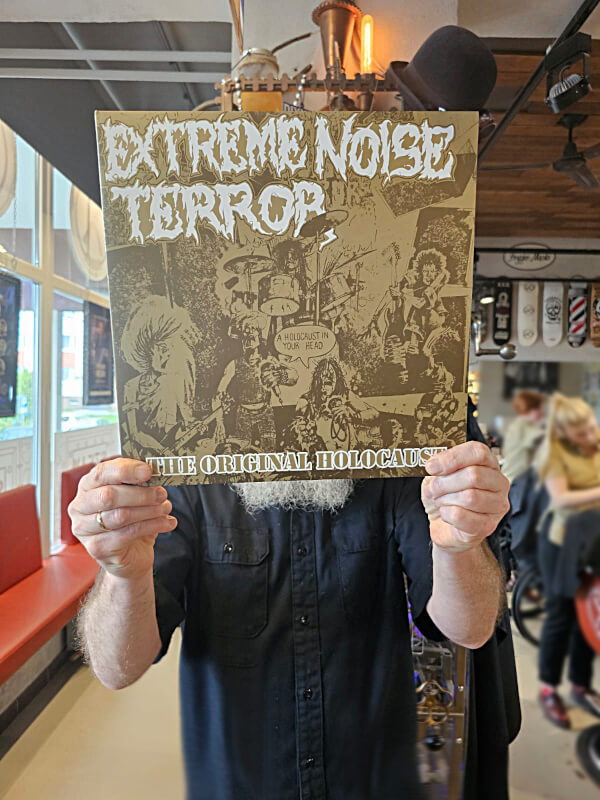 EXTREME NOISE
TERROR
A HOLOCAUST IN
YOUR HEAD
THE ORIGINAL HOLOCAUST